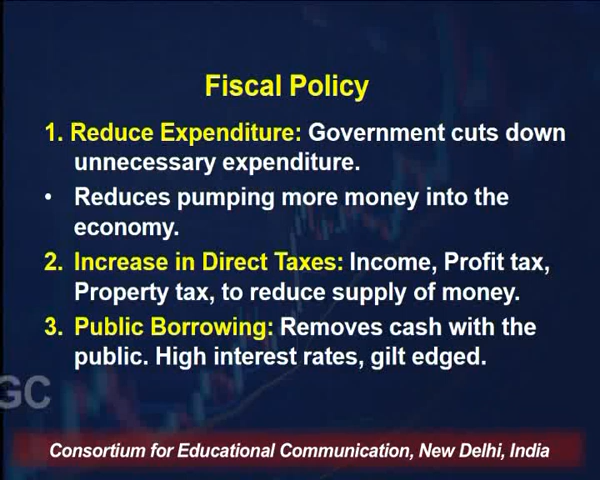 Fiscal Policy
1. Reduce Expenditure: Government cuts down
unnecessary expenditure.
• Reduces pumping more money into the
economy.
2. Increase in Direct Taxes: Income, Profit tax,
Property tax, to reduce supply of money.
3. Public Borrowing: Removes cash with the
public. High interest rates, gilt edged.
GC
Consortium for Educational Communication, New Delhi, India